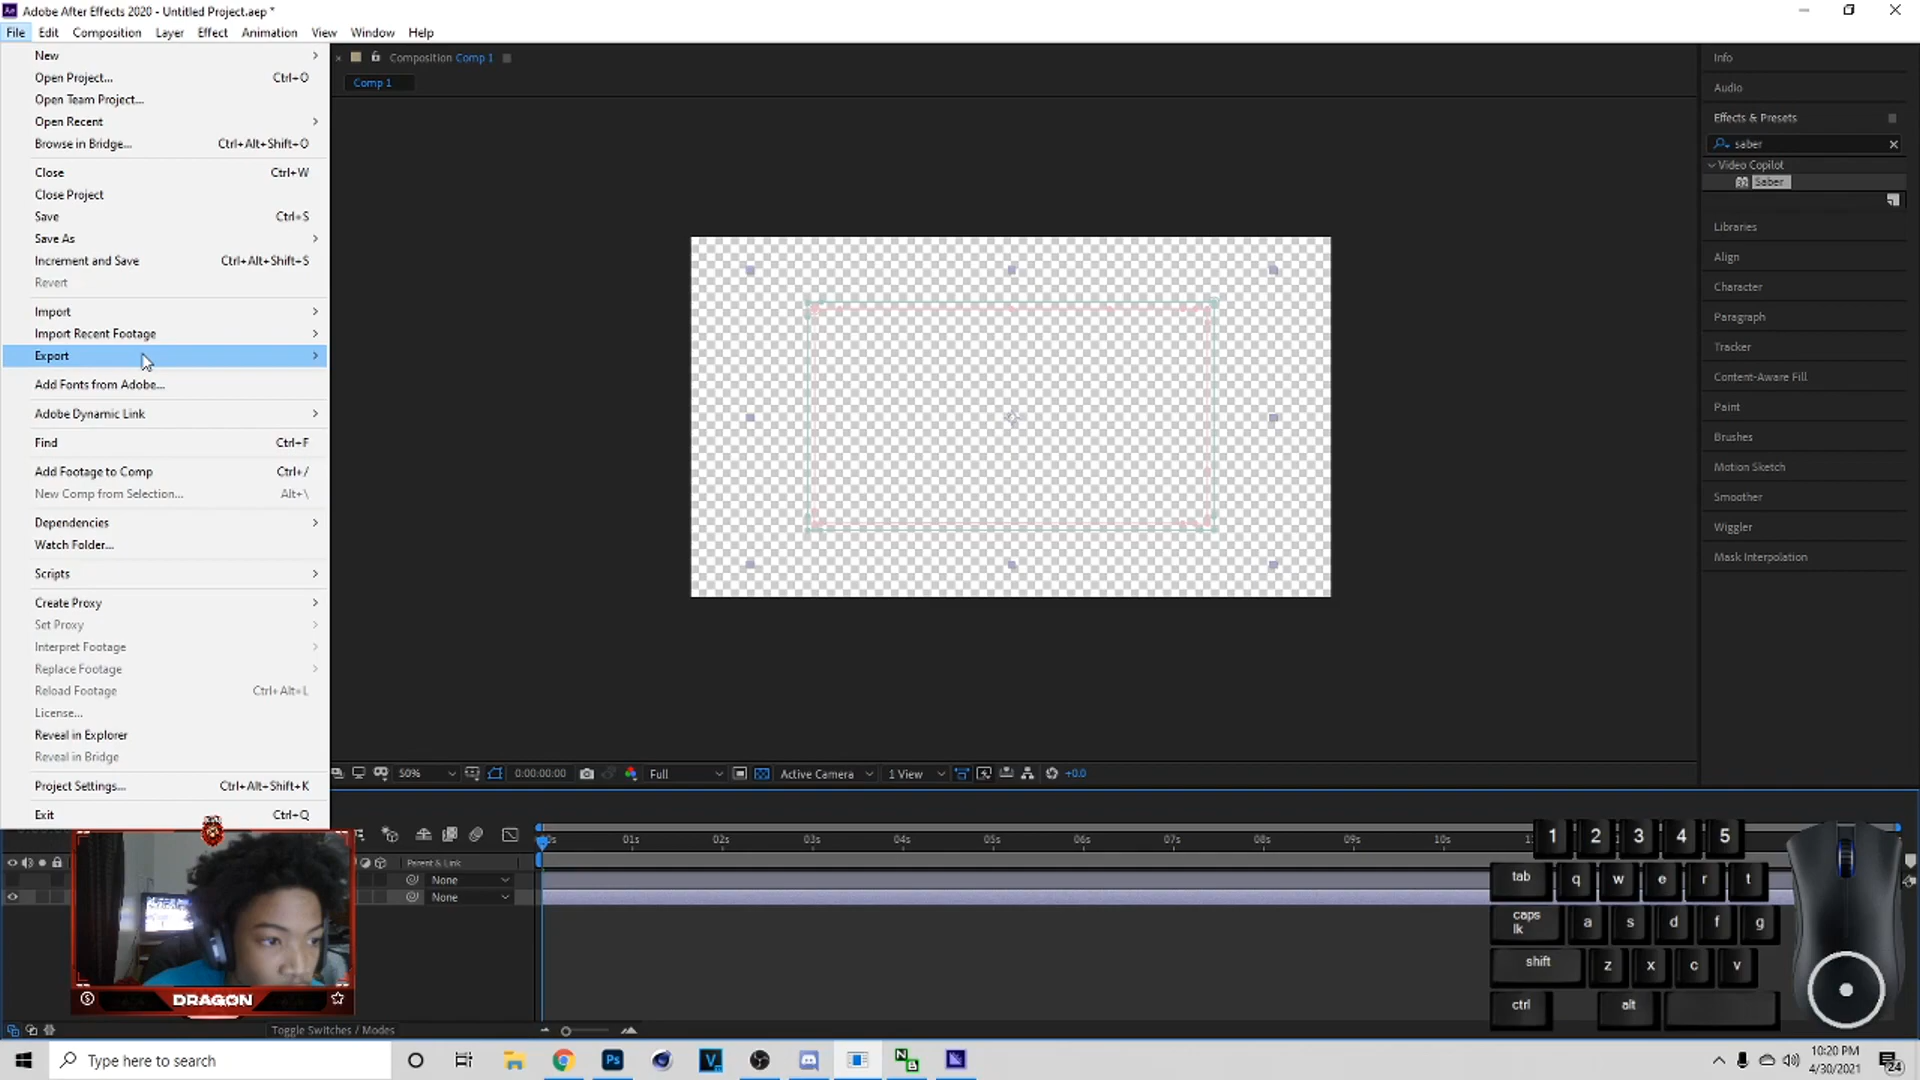 Adobe After Effects 2020 - Untitled Project.aep *
File Edit Composition Layer Effect Animation View Window Help
New
Open Project... Ctrl+O
Open Team Project...
Open Recent
Browse in Bridge... Ctrl+Alt+Shift+O
Close Ctrl+W
Close Project
Save Ctrl+S
Save As
Increment and Save Ctrl+Alt+Shift+S
Revert
Import
Import Recent Footage
Export
Add Fonts from Adobe...
Adobe Dynamic Link
Find Ctrl+F
Add Footage to Comp Ctrl+/
New Comp from Selection... Alt+\
Dependencies
Watch Folder...
Scripts
Create Proxy
Set Proxy
Interpret Footage
Replace Footage
Reload Footage Ctrl+Alt+L
License...
Reveal in Explorer
Reveal in Bridge
Project Settings... Ctrl+Alt+Shift+K
Exit Ctrl+Q
Composition Comp 1
Comp 1
Info
Audio
Effects & Presets
saber
Video Copilot
Saber
Libraries
Align
Character
Paragraph
Tracker
Content-Aware Fill
Paint
Brushes
Motion Sketch
Smoother
Wiggler
Mask Interpolation
50% 0:00:00:00 Full Active Camera 1 View +0.0
01s 02s 03s 04s 05s 06s 07s 08s 09s 10s
Parent & Link
None
None
DRAGON
Toggle Switches / Modes
1 2 3 4 5
tab q w e r t
caps lk a s d f g
shift z x c v
ctrl alt
Type here to search
Ps
10:20 PM
4/30/2021
24